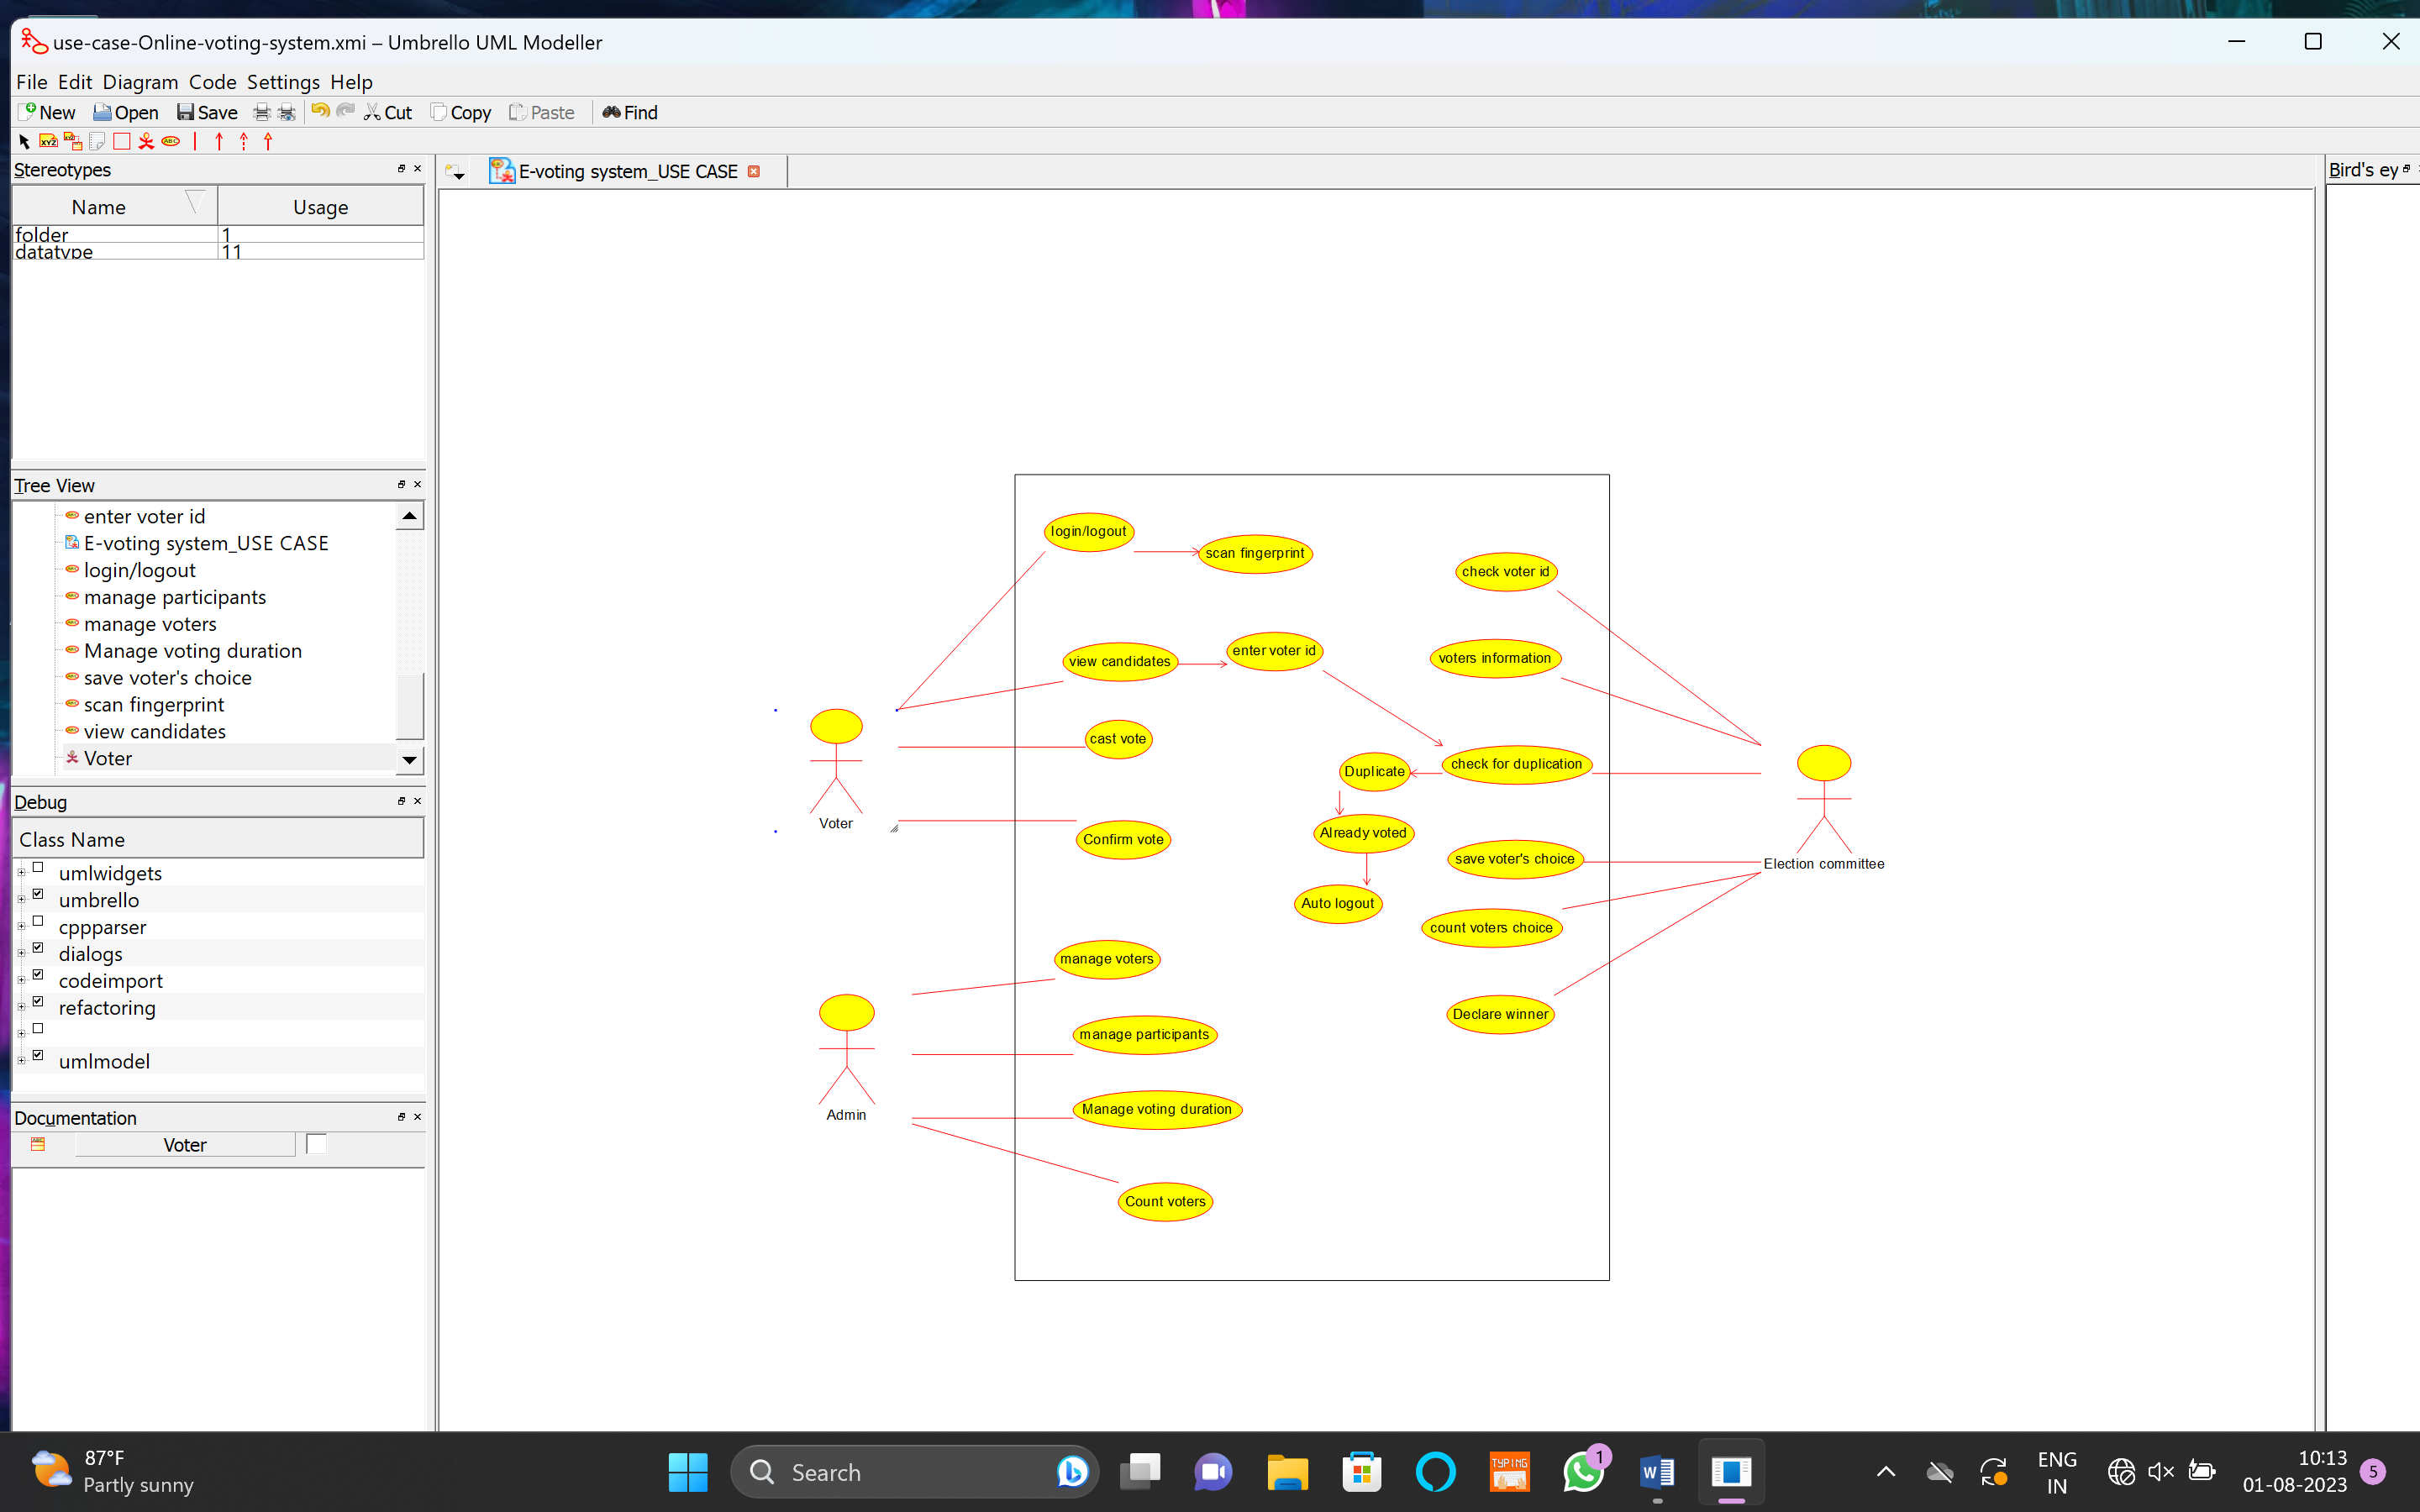 use-case-Online-voting-system.xmi – Umbrello UML Modeller
File Edit Diagram Code Settings Help
New Open Save Cut Copy Paste Find
XYZ ABC
Stereotypes
Name Usage
folder 1
datatype 11
Tree View
enter voter id
E-voting system_USE CASE
login/logout
manage participants
manage voters
Manage voting duration
save voter's choice
scan fingerprint
view candidates
Voter
Debug
Class Name
umlwidgets
umbrello
cppparser
dialogs
codeimport
refactoring
umlmodel
Documentation
Voter
E-voting system_USE CASE
Bird's ey
login/logout
scan fingerprint
check voter id
view candidates
enter voter id
voters information
cast vote
Duplicate
check for duplication
Voter
Confirm vote
Already voted
save voter's choice
Election committee
Auto logout
count voters choice
manage voters
Declare winner
manage participants
Manage voting duration
Admin
Count voters
87°F
Partly sunny
Search
TYPING
1
W
ENG
IN
10:13
01-08-2023
5